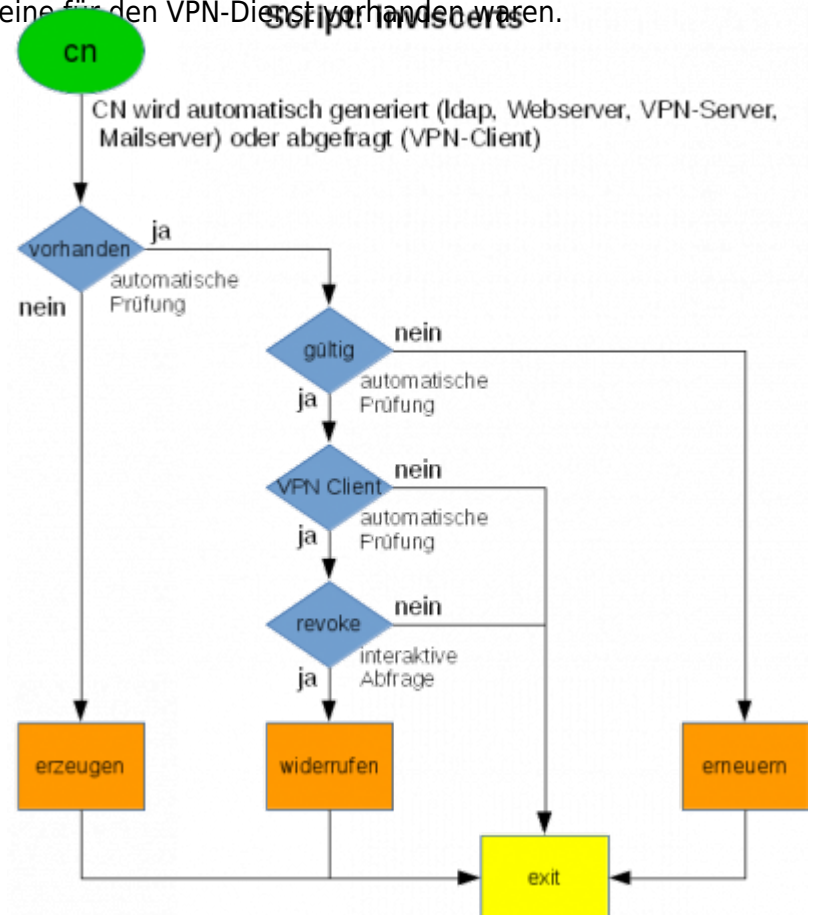 eine für den VPN-Dienst vorhanden waren.
Script: inviscerts
cn
CN wird automatisch generiert (ldap, Webserver, VPN-Server,
Mailserver) oder abgefragt (VPN-Client)
vorhanden
ja
automatische
Prüfung
nein
gültig
nein
automatische
Prüfung
ja
VPN Client
nein
automatische
Prüfung
ja
revoke
nein
interaktive
Abfrage
ja
erzeugen
widerrufen
erneuern
exit